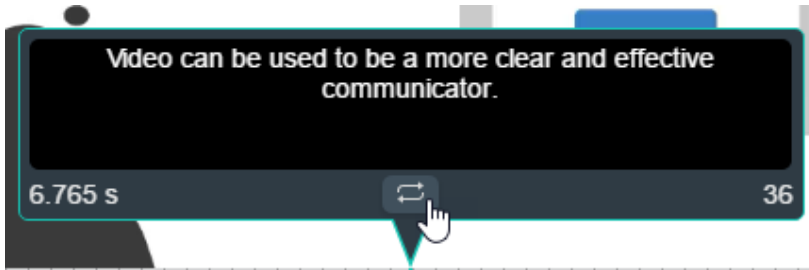 Video can be used to be a more clear and effective
communicator.
6.765 s
36